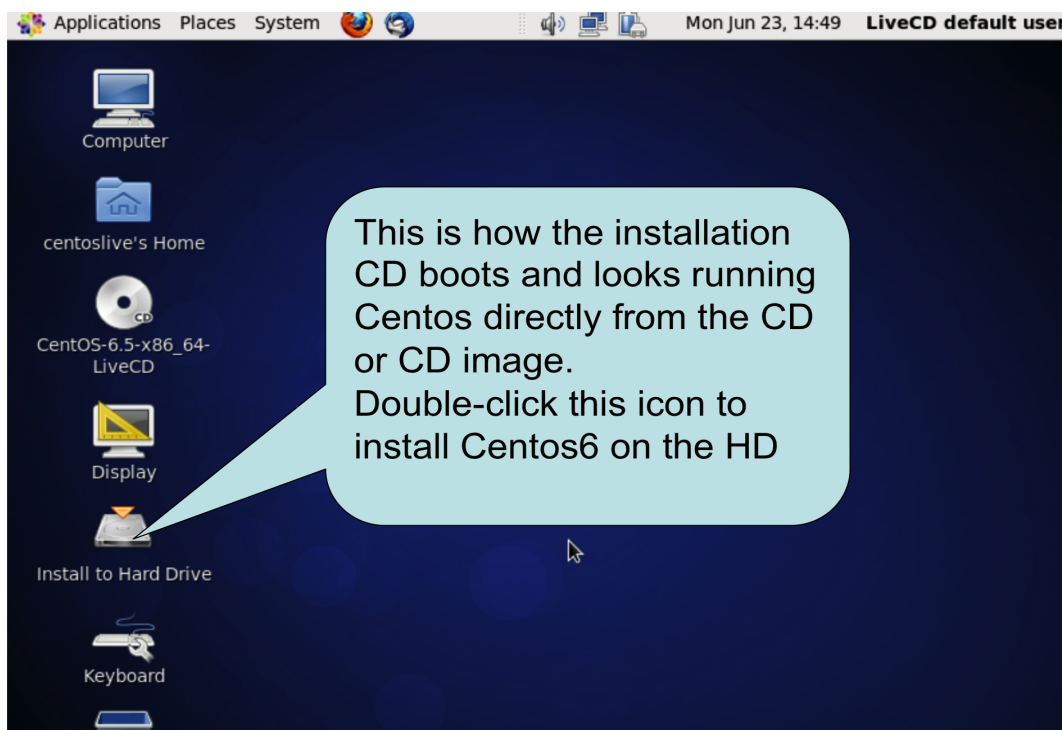 Applications Places System Mon Jun 23, 14:49 LiveCD default user
Computer
centoslive's Home
CD
CentOS-6.5-x86_64-
LiveCD
Display
Install to Hard Drive
Keyboard
This is how the installation
CD boots and looks running
Centos directly from the CD
or CD image.
Double-click this icon to
install Centos6 on the HD